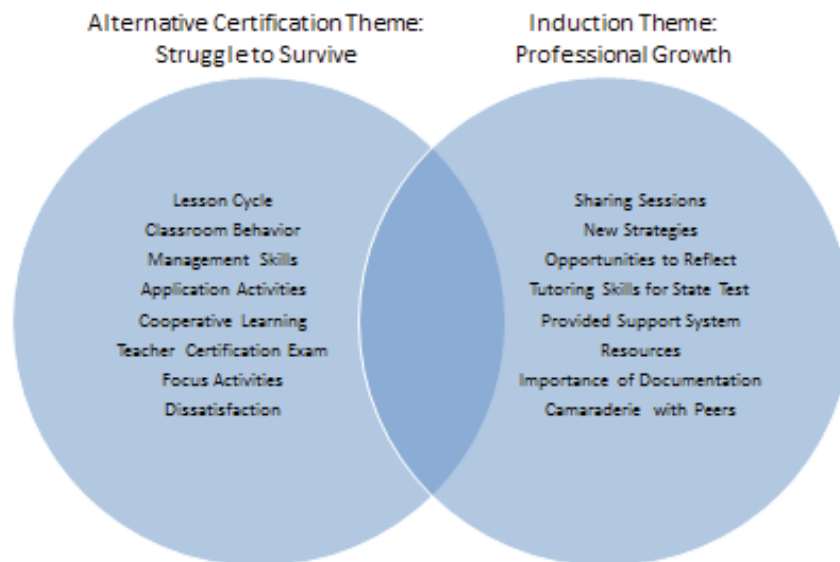 Alternative Certification Theme:
Struggle to Survive
Induction Theme:
Professional Growth
Lesson Cycle
Classroom Behavior
Management Skills
Application Activities
Cooperative Learning
Teacher Certification Exam
Focus Activities
Dissatisfaction
Sharing Sessions
New Strategies
Opportunities to Reflect
Tutoring Skills for State Test
Provided Support System
Resources
Importance of Documentation
Camaraderie with Peers